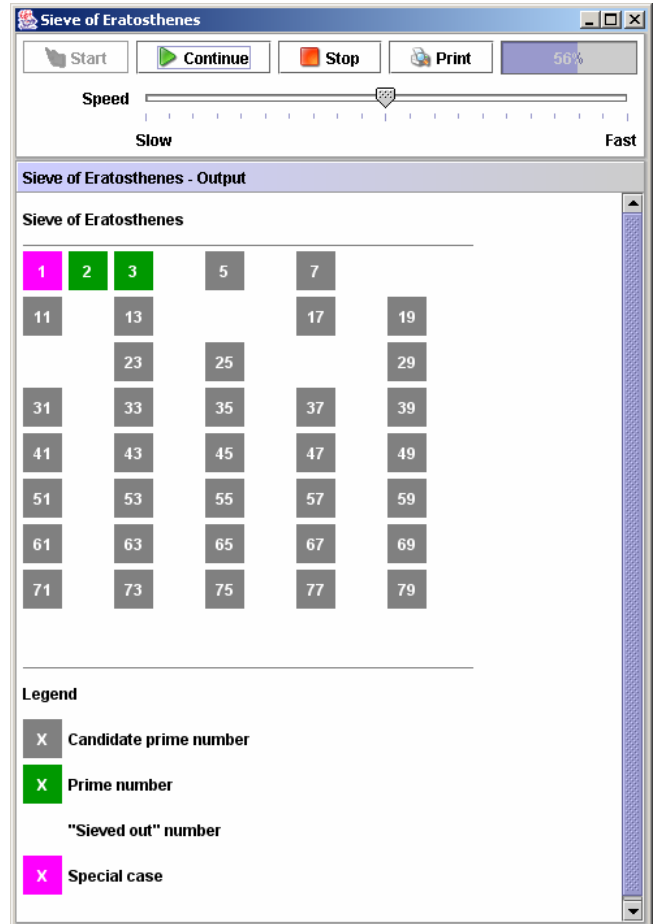 Sieve of Eratosthenes
Start Continue Stop Print 56%
Speed
Slow Fast
Sieve of Eratosthenes - Output
Sieve of Eratosthenes
1 2 3 5 7
11 13 17 19
23 25 29
31 33 35 37 39
41 43 45 47 49
51 53 55 57 59
61 63 65 67 69
71 73 75 77 79
Legend
X Candidate prime number
X Prime number
"Sieved out" number
X Special case